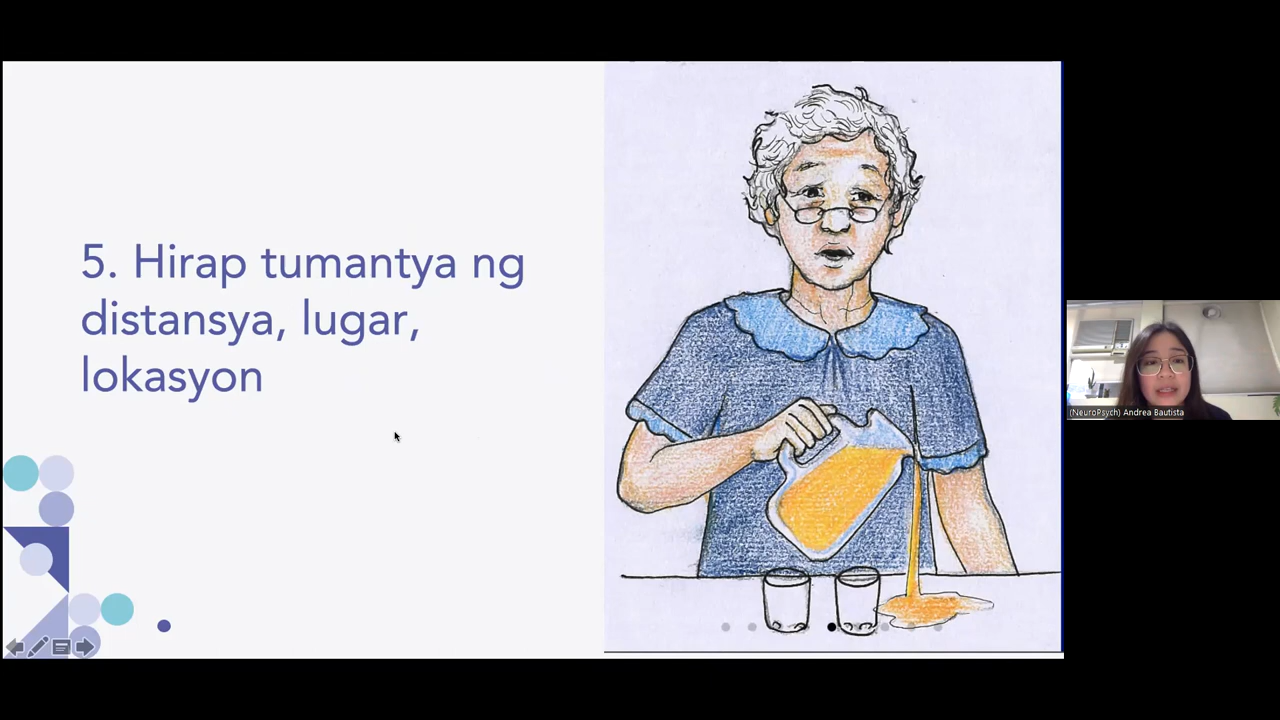 5. Hirap tumantya ng
distansya, lugar,
lokasyon
(NeuroPsych) Andrea Bautista